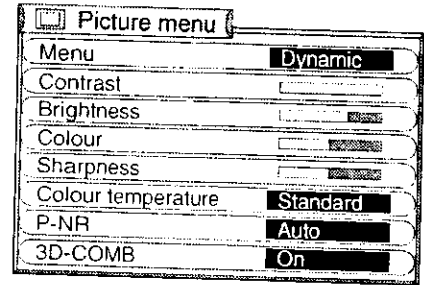 Picture menu
Menu Dynamic
Contrast
Brightness
Colour
Sharpness
Colour temperature Standard
P-NR Auto
3D-COMB On